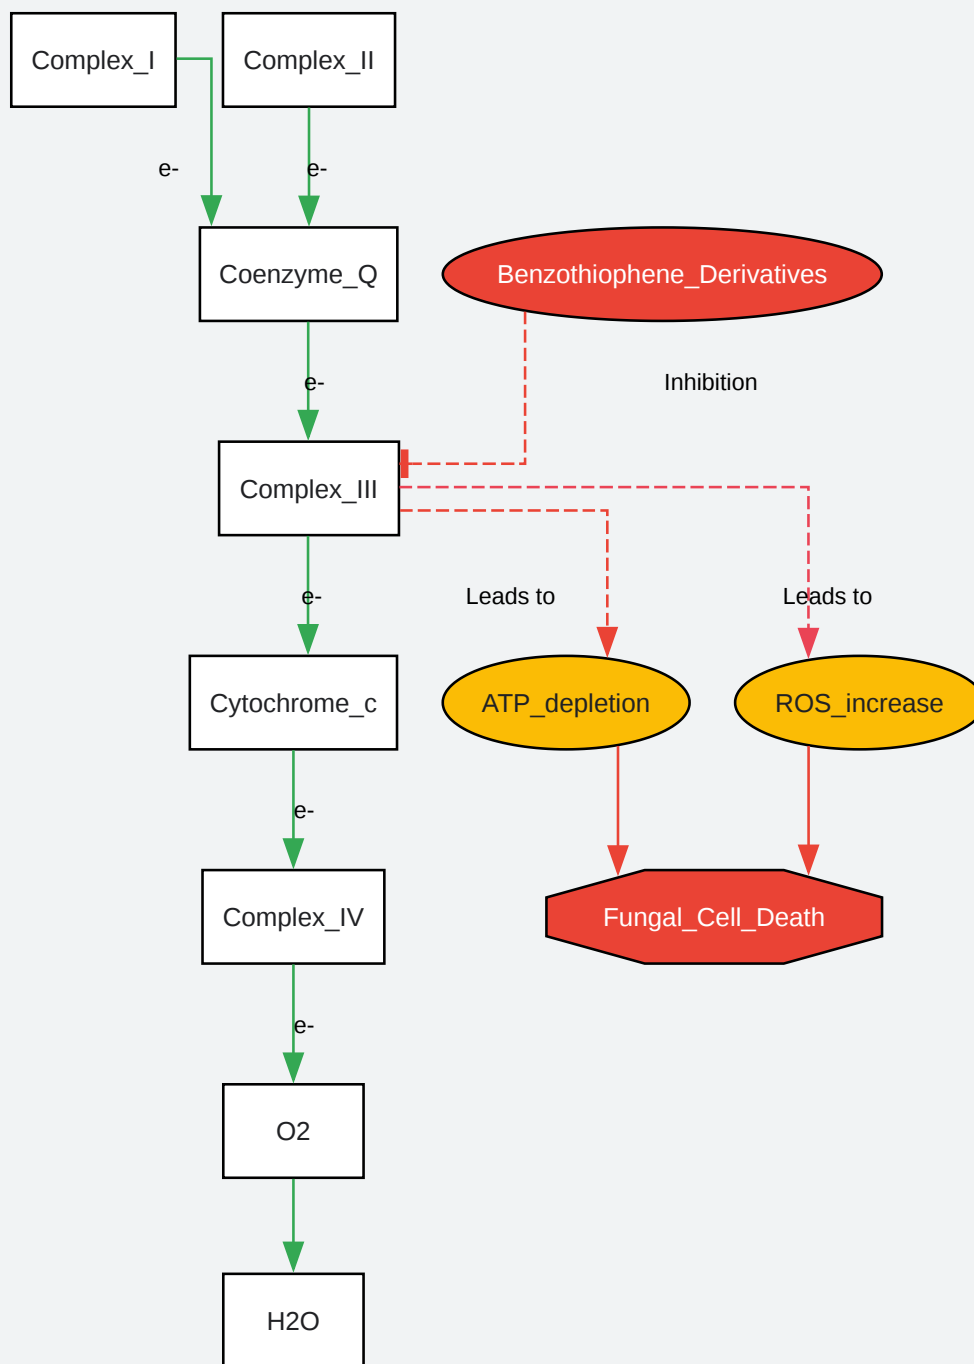 Complex_I
Complex_II
e-
e-
Coenzyme_Q
Benzothiophene_Derivatives
e-
Inhibition
Complex_III
e-
Leads to
Leads to
Cytochrome_c
ATP_depletion
ROS_increase
e-
Complex_IV
Fungal_Cell_Death
e-
O2
H2O